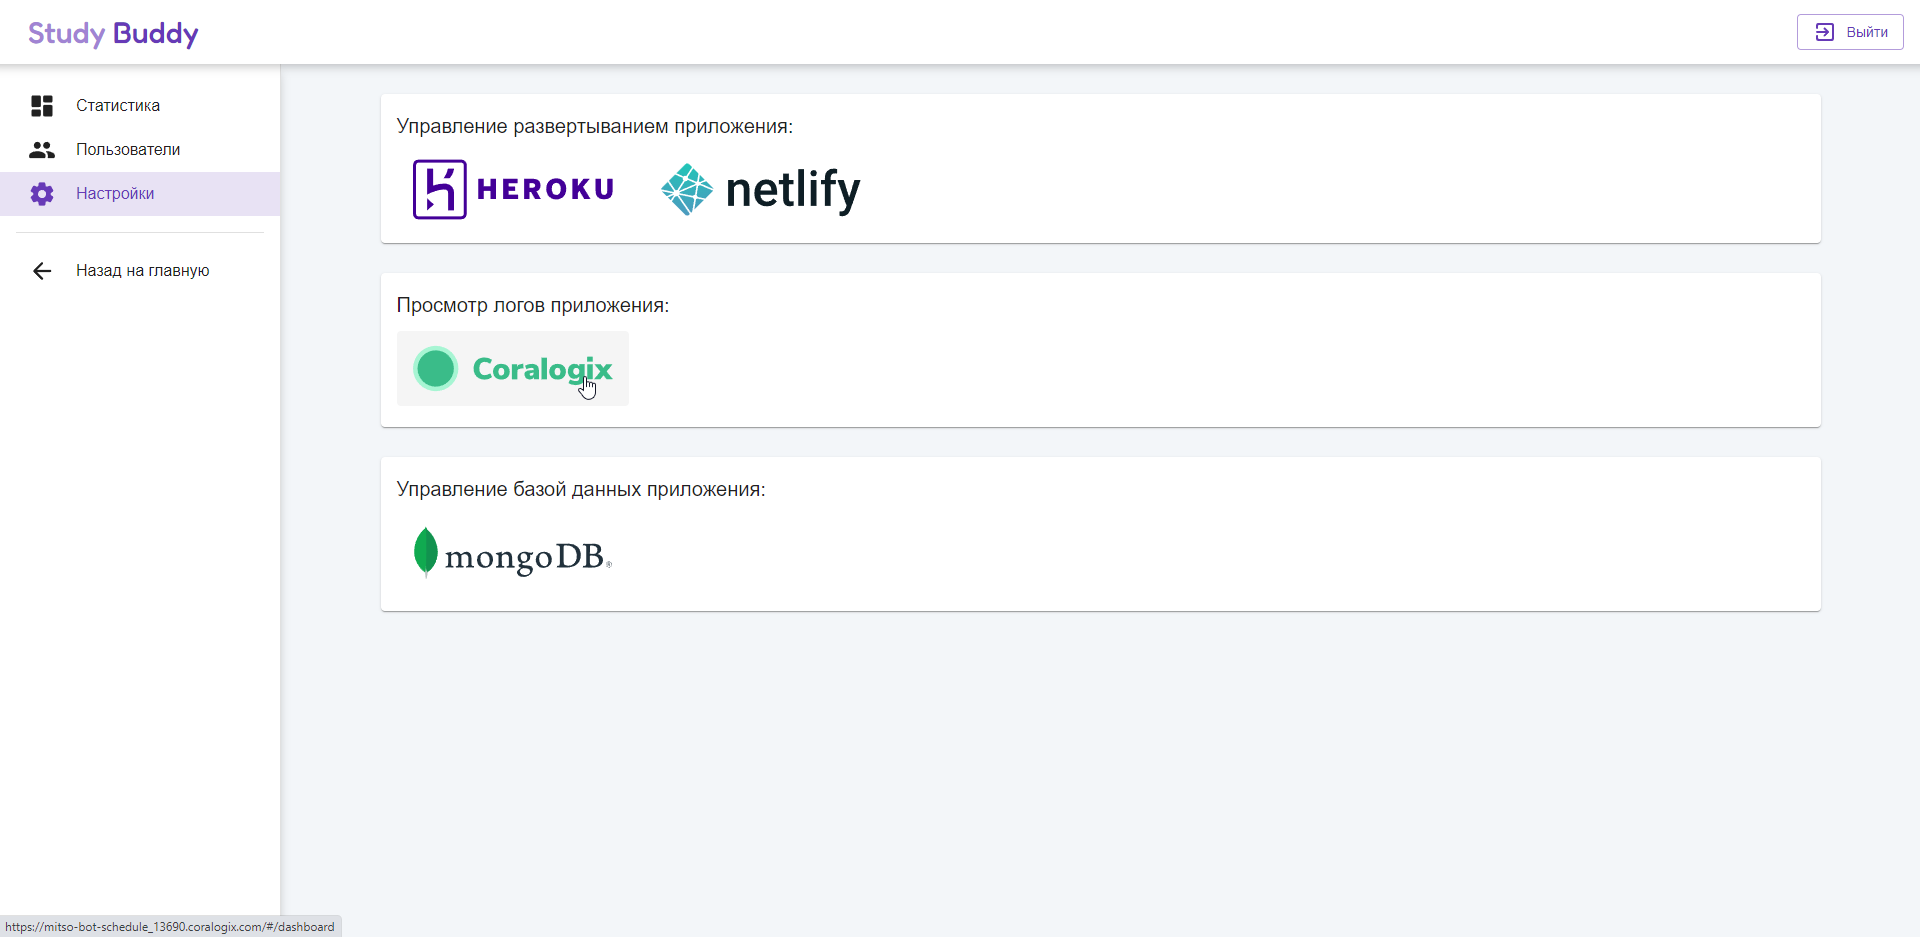 Study Buddy
Выйти
Статистика
Пользователи
Настройки
Назад на главную
Управление развертыванием приложения:
HEROKU netlify
Просмотр логов приложения:
Coralogix
Управление базой данных приложения:
mongoDB®
https://mitso-bot-schedule_13690.coralogix.com/#/dashboard